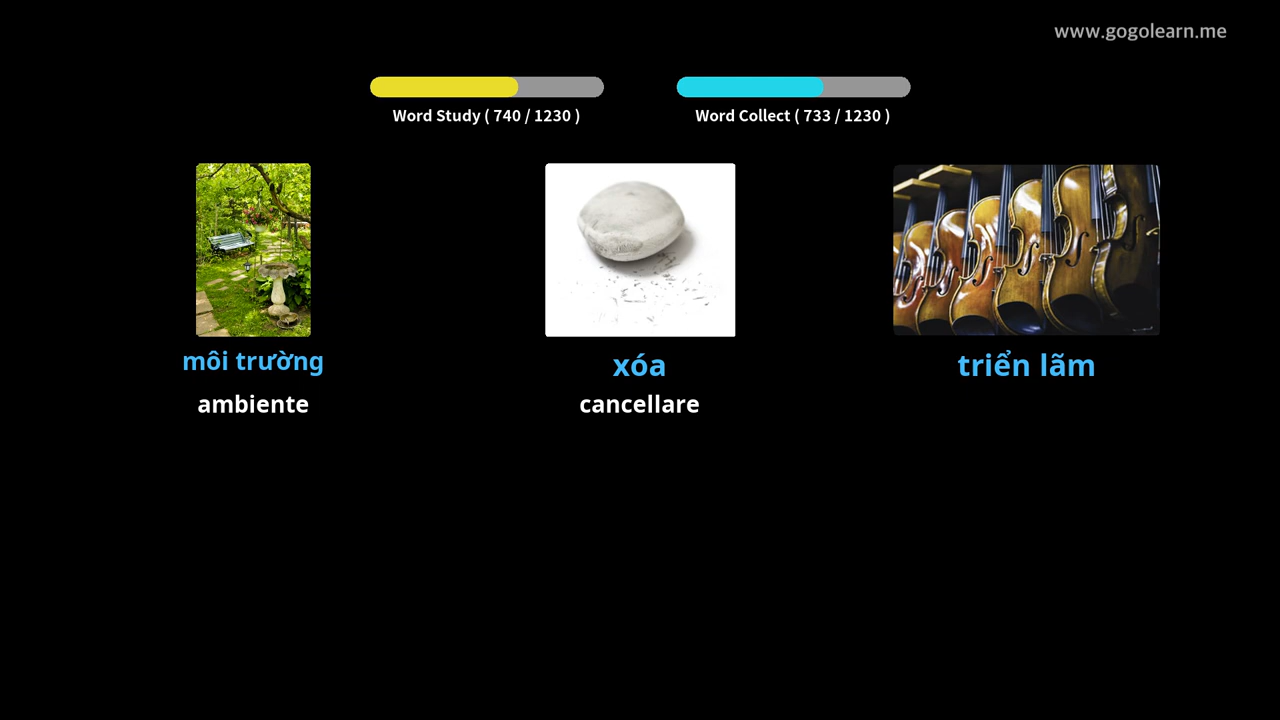 www.gogolearn.me
Word Study ( 740 / 1230 )
Word Collect ( 733 / 1230 )
môi trường
ambiente
xóa
cancellare
triển lãm